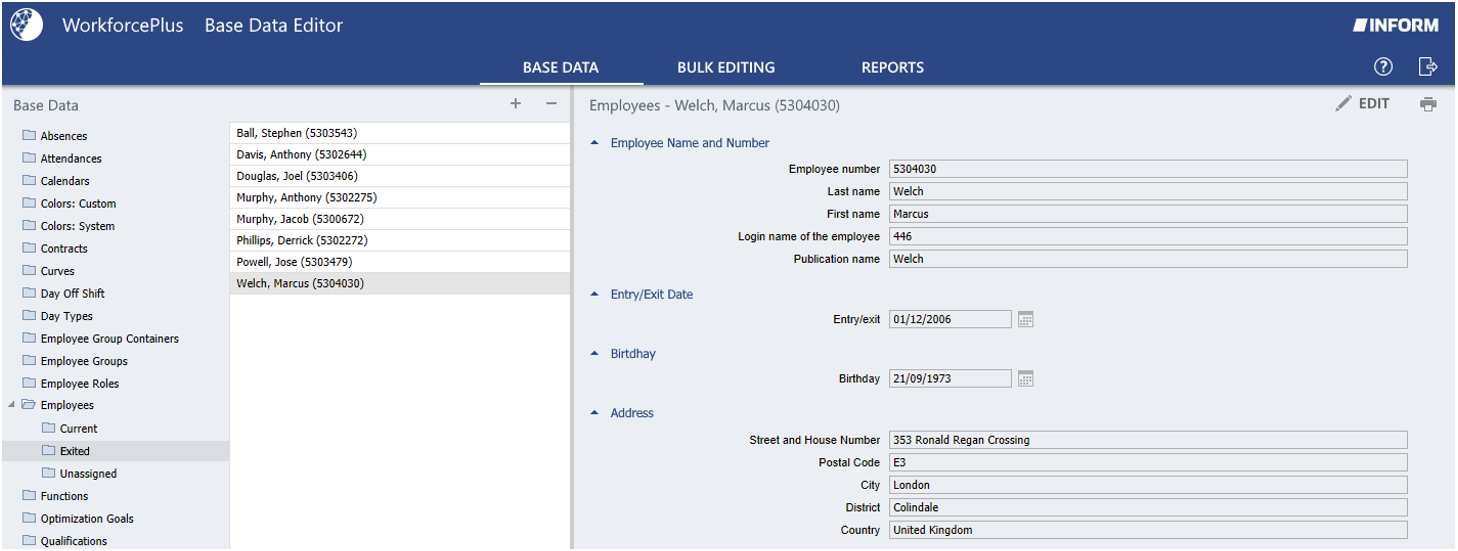 WorkforcePlus Base Data Editor
INFORM
BASE DATA BULK EDITING REPORTS
?
Base Data
+ −
Absences
Attendances
Calendars
Colors: Custom
Colors: System
Contracts
Curves
Day Off Shift
Day Types
Employee Group Containers
Employee Groups
Employee Roles
Employees
Current
Exited
Unassigned
Functions
Optimization Goals
Qualifications
Ball, Stephen (5303543)
Davis, Anthony (5302644)
Douglas, Joel (5303406)
Murphy, Anthony (5302275)
Murphy, Jacob (5300672)
Phillips, Derrick (5302272)
Powell, Jose (5303479)
Welch, Marcus (5304030)
Employees - Welch, Marcus (5304030)
EDIT
Employee Name and Number
Employee number 5304030
Last name Welch
First name Marcus
Login name of the employee 446
Publication name Welch
Entry/Exit Date
Entry/exit 01/12/2006
Birtdhay
Birthday 21/09/1973
Address
Street and House Number 353 Ronald Regan Crossing
Postal Code E3
City London
District Colindale
Country United Kingdom